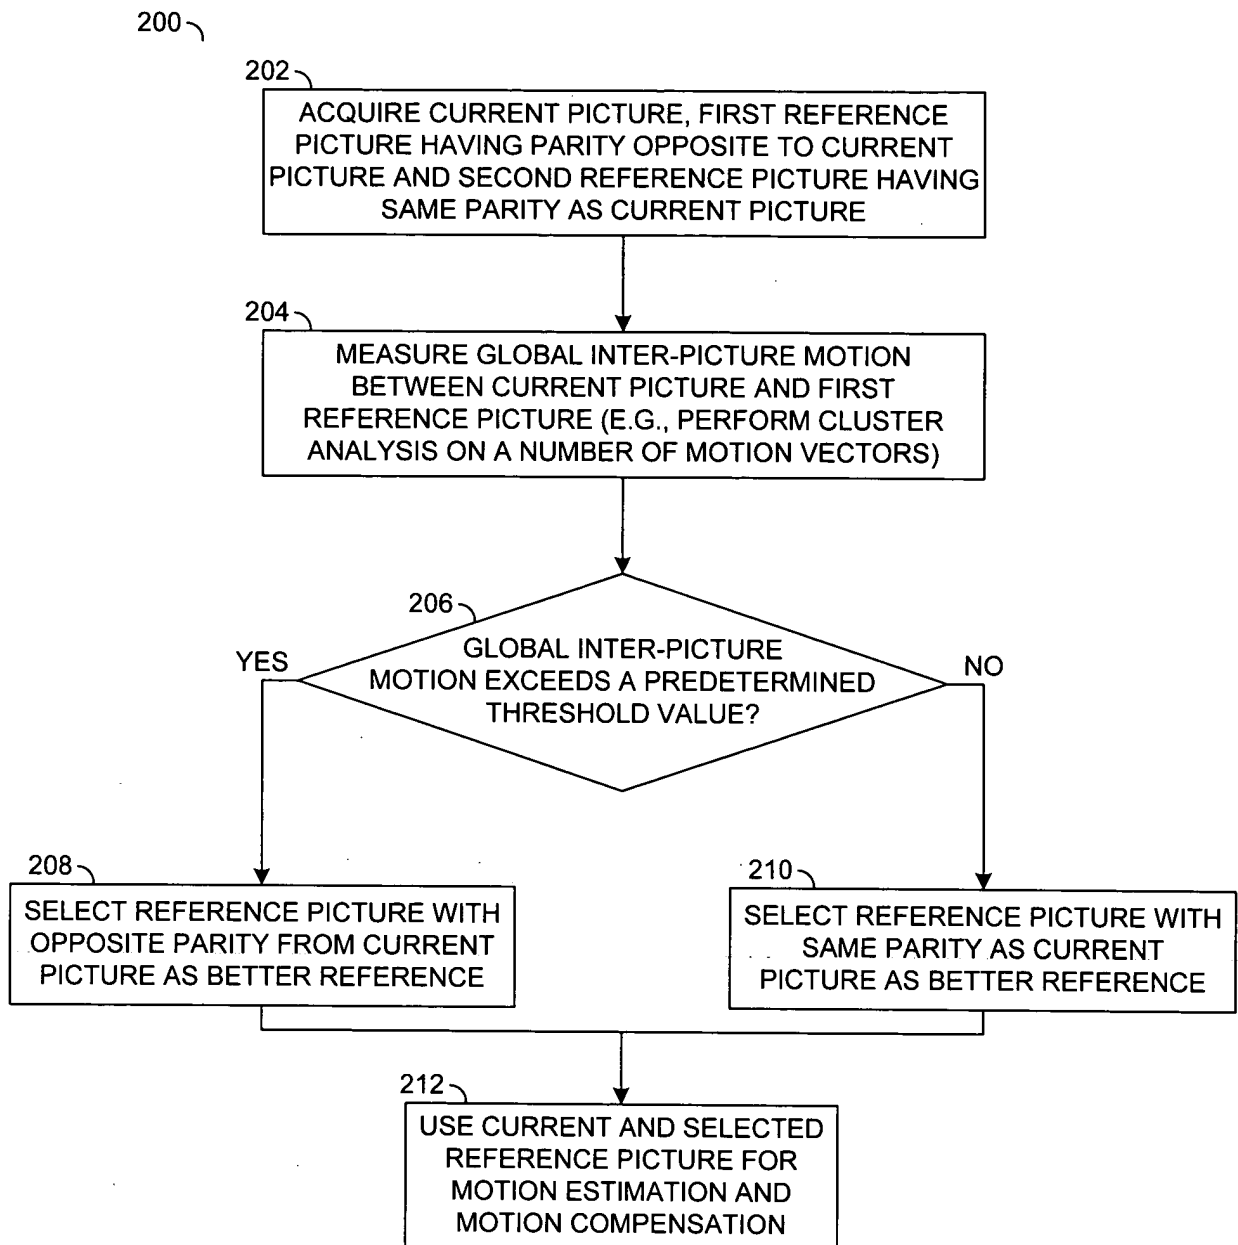 200
202
ACQUIRE CURRENT PICTURE, FIRST REFERENCE
PICTURE HAVING PARITY OPPOSITE TO CURRENT
PICTURE AND SECOND REFERENCE PICTURE HAVING
SAME PARITY AS CURRENT PICTURE
204
MEASURE GLOBAL INTER-PICTURE MOTION
BETWEEN CURRENT PICTURE AND FIRST
REFERENCE PICTURE (E.G., PERFORM CLUSTER
ANALYSIS ON A NUMBER OF MOTION VECTORS)
206
GLOBAL INTER-PICTURE
MOTION EXCEEDS A PREDETERMINED
THRESHOLD VALUE?
YES
NO
208
SELECT REFERENCE PICTURE WITH
OPPOSITE PARITY FROM CURRENT
PICTURE AS BETTER REFERENCE
210
SELECT REFERENCE PICTURE WITH
SAME PARITY AS CURRENT
PICTURE AS BETTER REFERENCE
212
USE CURRENT AND SELECTED
REFERENCE PICTURE FOR
MOTION ESTIMATION AND
MOTION COMPENSATION